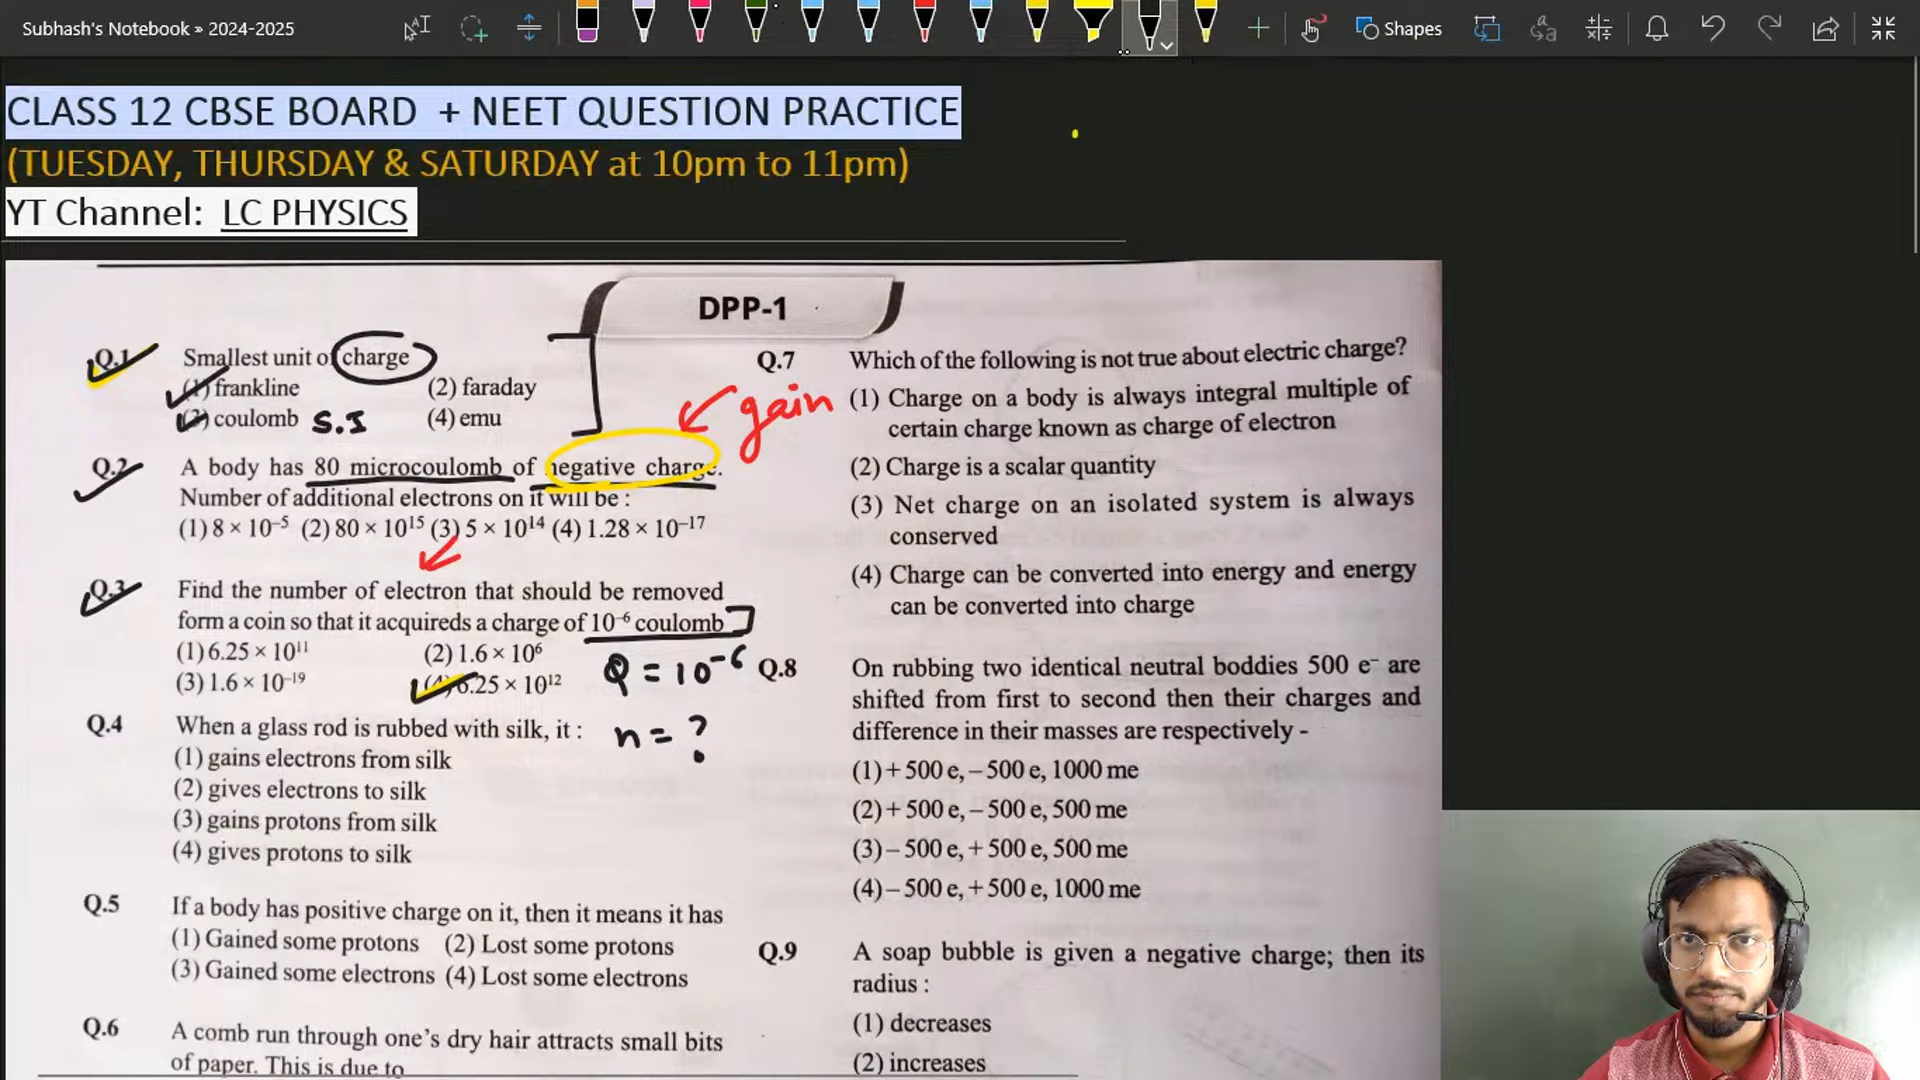 Subhash's Notebook » 2024-2025
Shapes
CLASS 12 CBSE BOARD + NEET QUESTION PRACTICE
(TUESDAY, THURSDAY & SATURDAY at 10pm to 11pm)
YT Channel: LC PHYSICS
DPP-1
Q.1 Smallest unit of charge
(1) frankline (2) faraday
(3) coulomb S.I (4) emu
Q.2 A body has 80 microcoulomb of negative charge.
gain
Number of additional electrons on it will be :
(1) 8 × 10⁻⁵ (2) 80 × 10¹⁵ (3) 5 × 10¹⁴ (4) 1.28 × 10⁻¹⁷
Q.3 Find the number of electron that should be removed
form a coin so that it acquireds a charge of 10⁻⁶ coulomb
(1) 6.25 × 10¹¹ (2) 1.6 × 10⁶
(3) 1.6 × 10⁻¹⁹ (4) 6.25 × 10¹²
Q = 10⁻⁶
n = ?
Q.4 When a glass rod is rubbed with silk, it :
(1) gains electrons from silk
(2) gives electrons to silk
(3) gains protons from silk
(4) gives protons to silk
Q.5 If a body has positive charge on it, then it means it has
(1) Gained some protons (2) Lost some protons
(3) Gained some electrons (4) Lost some electrons
Q.6 A comb run through one's dry hair attracts small bits
of paper. This is due to
Q.7 Which of the following is not true about electric charge?
(1) Charge on a body is always integral multiple of
certain charge known as charge of electron
(2) Charge is a scalar quantity
(3) Net charge on an isolated system is always
conserved
(4) Charge can be converted into energy and energy
can be converted into charge
Q.8 On rubbing two identical neutral boddies 500 e⁻ are
shifted from first to second then their charges and
difference in their masses are respectively -
(1) + 500 e, – 500 e, 1000 me
(2) + 500 e, – 500 e, 500 me
(3) – 500 e, + 500 e, 500 me
(4) – 500 e, + 500 e, 1000 me
Q.9 A soap bubble is given a negative charge; then its
radius :
(1) decreases
(2) increases